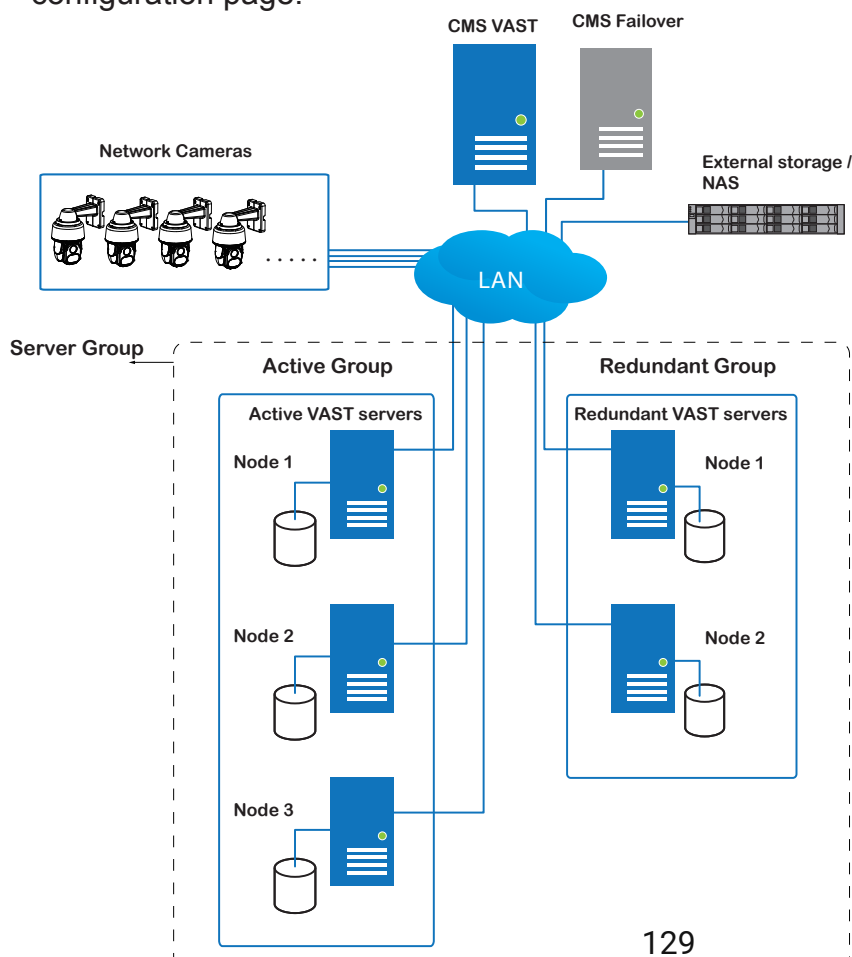 configuration page.
CMS VAST
CMS Failover
Network Cameras
External storage /
NAS
.....
LAN
Server Group
Active Group
Redundant Group
Active VAST servers
Redundant VAST servers
Node 1
Node 1
Node 2
Node 2
Node 3
129